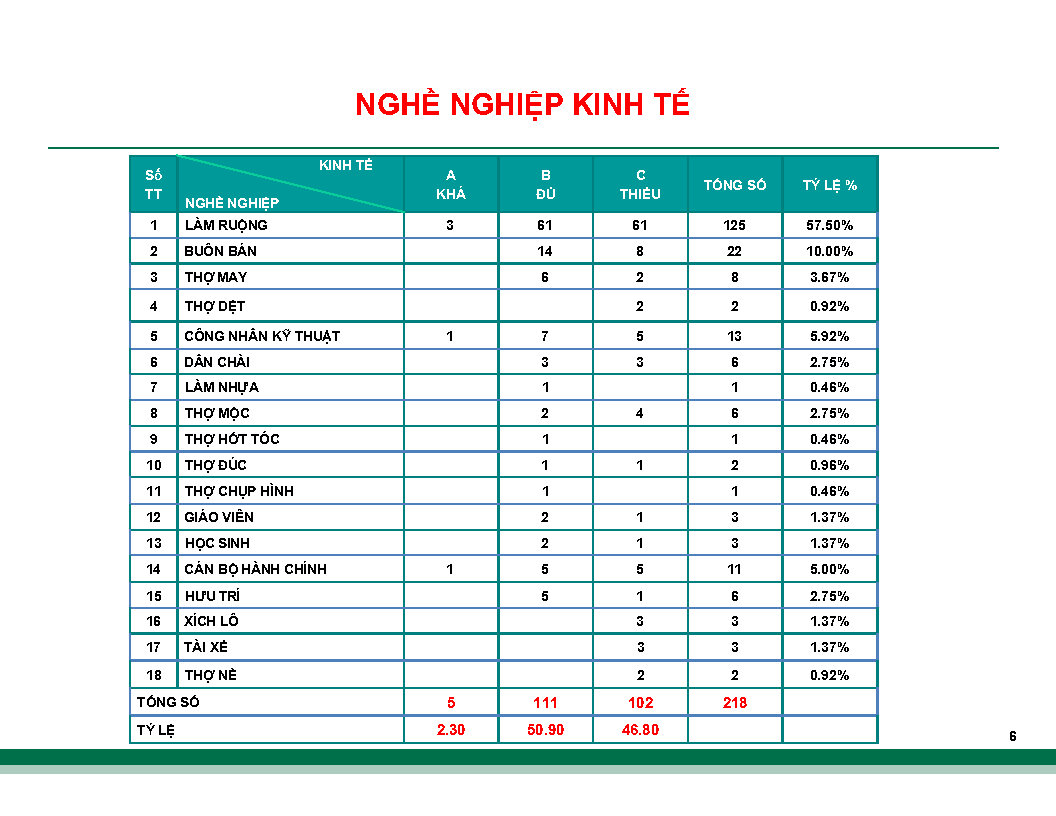 NGHỀ NGHIỆP KINH TẾ
Số TT | KINH TẾ NGHỀ NGHIỆP | A KHÁ | B ĐỦ | C THIẾU | TỔNG SỐ | TỶ LỆ %
1 LÀM RUỘNG 3 61 61 125 57.50%
2 BUÔN BÁN 14 8 22 10.00%
3 THỢ MAY 6 2 8 3.67%
4 THỢ DỆT 2 2 0.92%
5 CÔNG NHÂN KỸ THUẬT 1 7 5 13 5.92%
6 DÂN CHÀI 3 3 6 2.75%
7 LÀM NHỰA 1 1 0.46%
8 THỢ MỘC 2 4 6 2.75%
9 THỢ HỚT TÓC 1 1 0.46%
10 THỢ ĐÚC 1 1 2 0.96%
11 THỢ CHỤP HÌNH 1 1 0.46%
12 GIÁO VIÊN 2 1 3 1.37%
13 HỌC SINH 2 1 3 1.37%
14 CÁN BỘ HÀNH CHÍNH 1 5 5 11 5.00%
15 HƯU TRÍ 5 1 6 2.75%
16 XÍCH LÔ 3 3 1.37%
17 TÀI XẾ 3 3 1.37%
18 THỢ NỀ 2 2 0.92%
TỔNG SỐ 5 111 102 218
TỶ LỆ 2.30 50.90 46.80
6